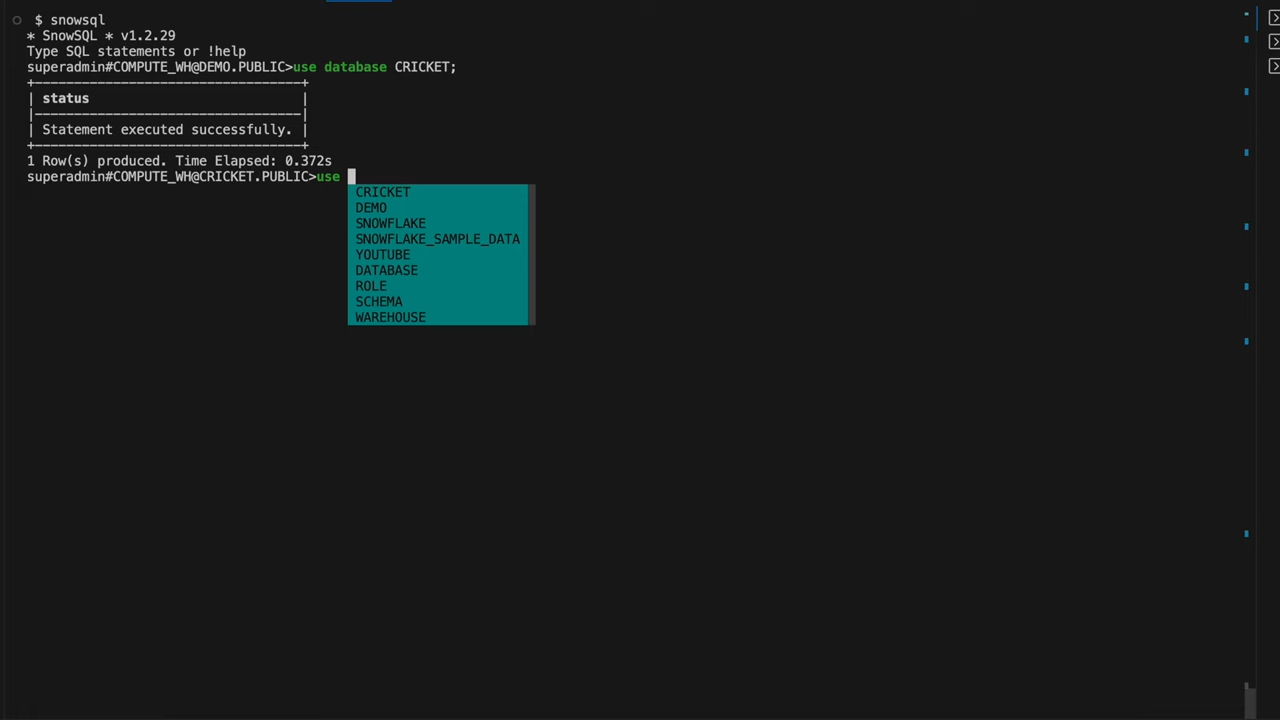 $ snowsql
* SnowSQL * v1.2.29
Type SQL statements or !help
superadmin#COMPUTE_WH@DEMO.PUBLIC>use database CRICKET;
+----------------------------------+
| status                           |
|----------------------------------|
| Statement executed successfully. |
+----------------------------------+
1 Row(s) produced. Time Elapsed: 0.372s
superadmin#COMPUTE_WH@CRICKET.PUBLIC>use
CRICKET
DEMO
SNOWFLAKE
SNOWFLAKE_SAMPLE_DATA
YOUTUBE
DATABASE
ROLE
SCHEMA
WAREHOUSE